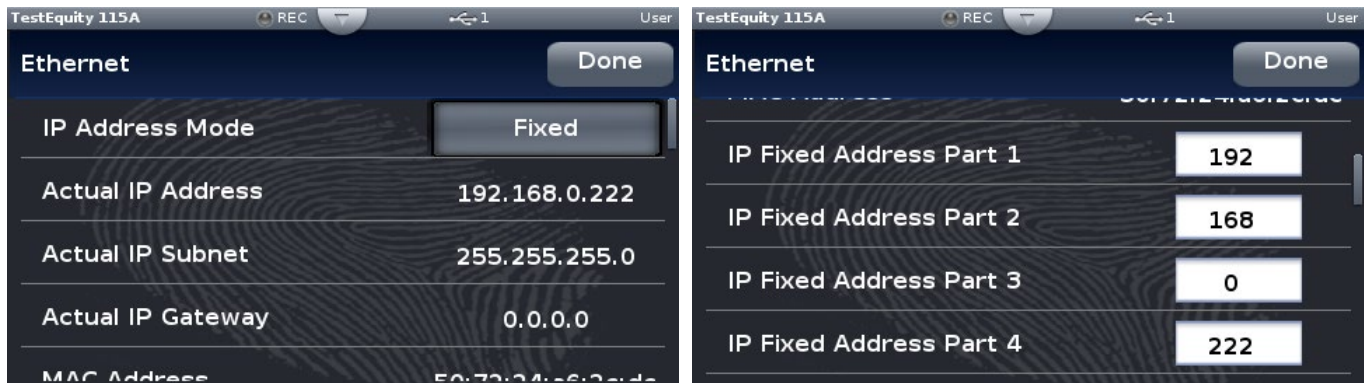 TestEquity 115A REC 1 User
Ethernet Done
IP Address Mode Fixed
Actual IP Address 192.168.0.222
Actual IP Subnet 255.255.255.0
Actual IP Gateway 0.0.0.0
MAC Address
TestEquity 115A REC 1 User
Ethernet Done
IP Fixed Address Part 1 192
IP Fixed Address Part 2 168
IP Fixed Address Part 3 0
IP Fixed Address Part 4 222